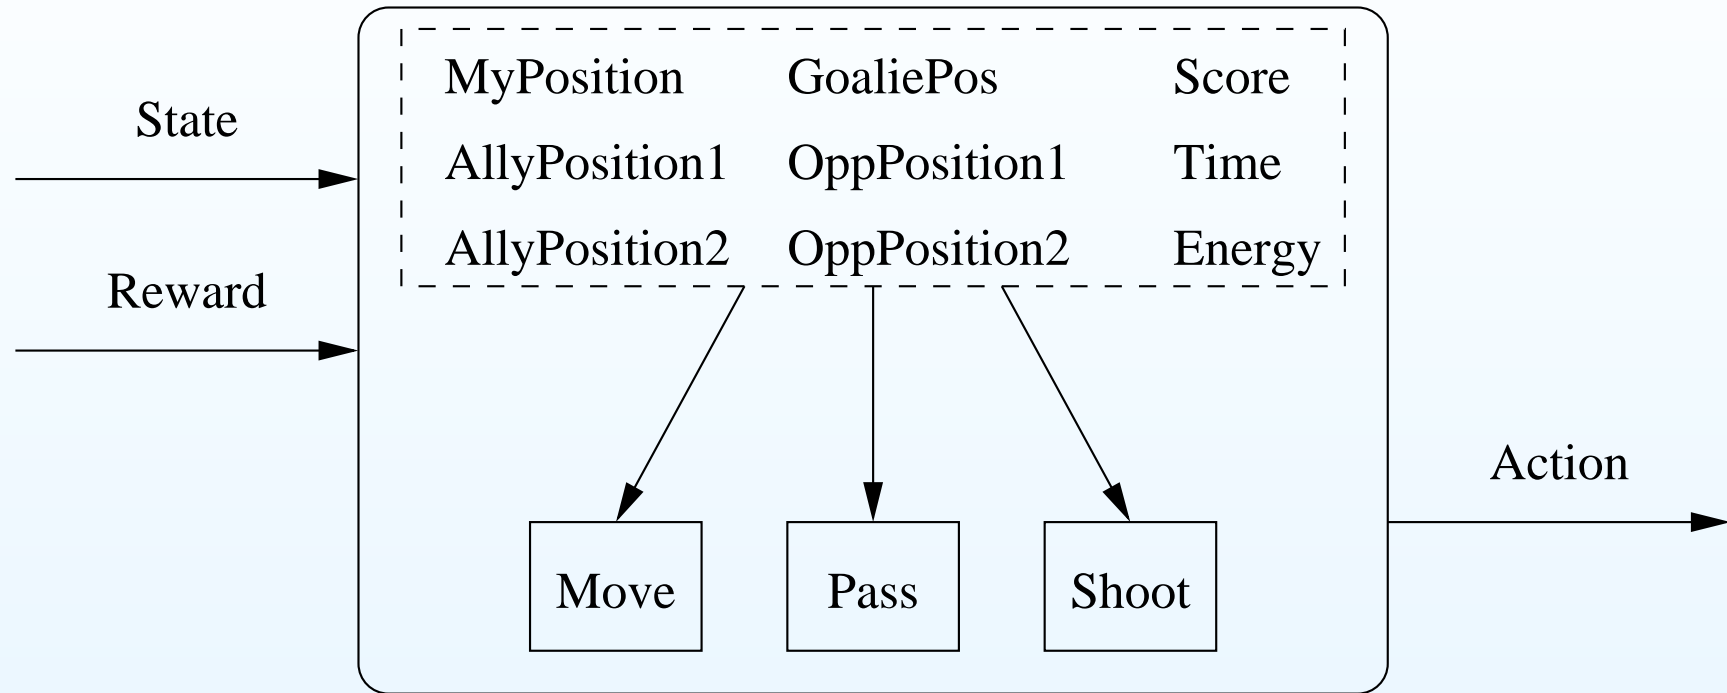 State
Reward
MyPosition GoaliePos Score
AllyPosition1 OppPosition1 Time
AllyPosition2 OppPosition2 Energy
Move Pass Shoot
Action